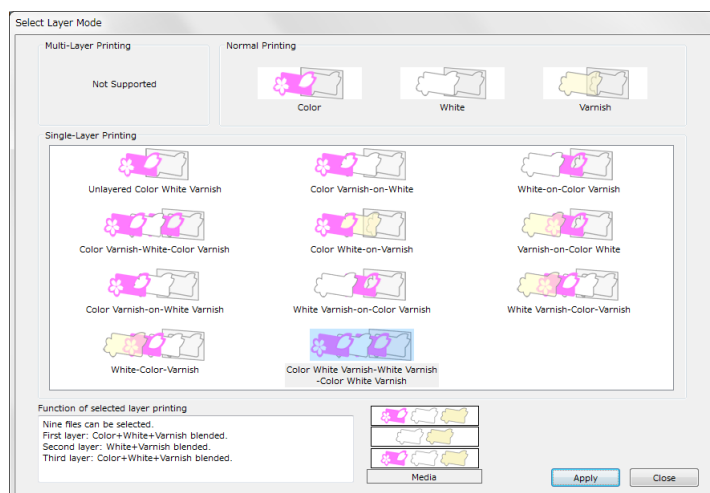 Select Layer Mode
Multi-Layer Printing
Normal Printing
Not Supported
Color
White
Varnish
Single-Layer Printing
Unlayered Color White Varnish
Color Varnish-on-White
White-on-Color Varnish
Color Varnish-White-Color Varnish
Color White-on-Varnish
Varnish-on-Color White
Color Varnish-on-White Varnish
White Varnish-on-Color Varnish
White Varnish-Color-Varnish
White-Color-Varnish
Color White Varnish-White Varnish
-Color White Varnish
Function of selected layer printing
Nine files can be selected.
First layer: Color+White+Varnish blended.
Second layer: White+Varnish blended.
Third layer: Color+White+Varnish blended.
Media
Apply
Close